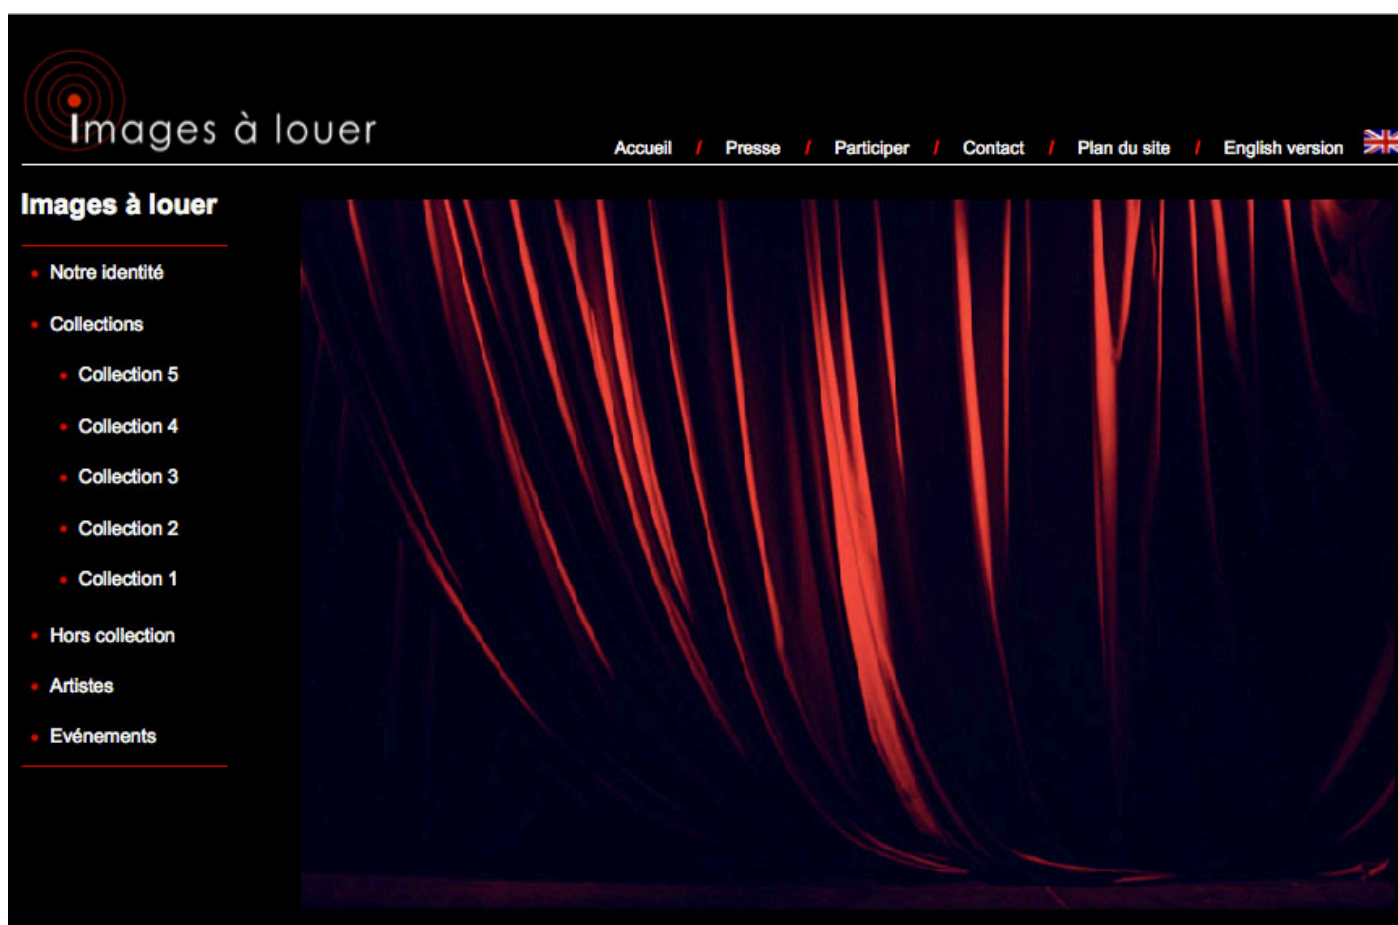 Images à louer
Accueil / Presse / Participer / Contact / Plan du site / English version
Images à louer
Notre identité
Collections
Collection 5
Collection 4
Collection 3
Collection 2
Collection 1
Hors collection
Artistes
Evénements